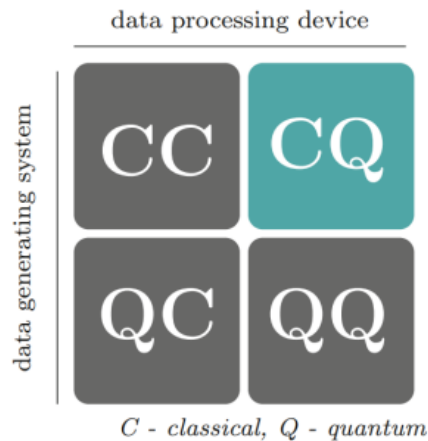 data processing device
data generating system
CC CQ
QC QQ
C - classical, Q - quantum